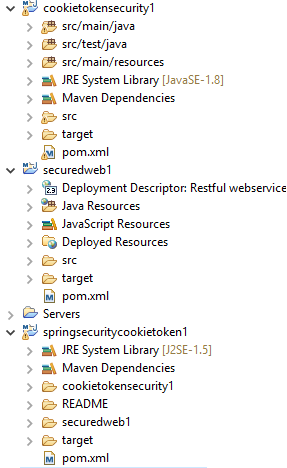 cookietokensecurity1
src/main/java
src/test/java
src/main/resources
JRE System Library [JavaSE-1.8]
Maven Dependencies
src
target
pom.xml
securedweb1
Deployment Descriptor: Restful webservice
Java Resources
JavaScript Resources
Deployed Resources
src
target
pom.xml
Servers
springsecuritycookietoken1
JRE System Library [J2SE-1.5]
Maven Dependencies
cookietokensecurity1
README
securedweb1
target
pom.xml